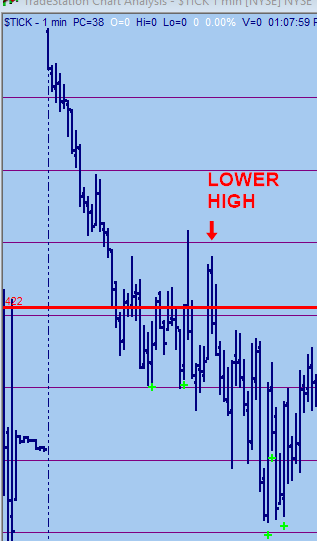 TradeStation Chart Analysis - $TICK 1 min [NYSE] NYSE
$TICK - 1 min PC=38 O=0 Hi=0 Lo=0 0 0.00% V=0 01:07:59
LOWER
HIGH
422